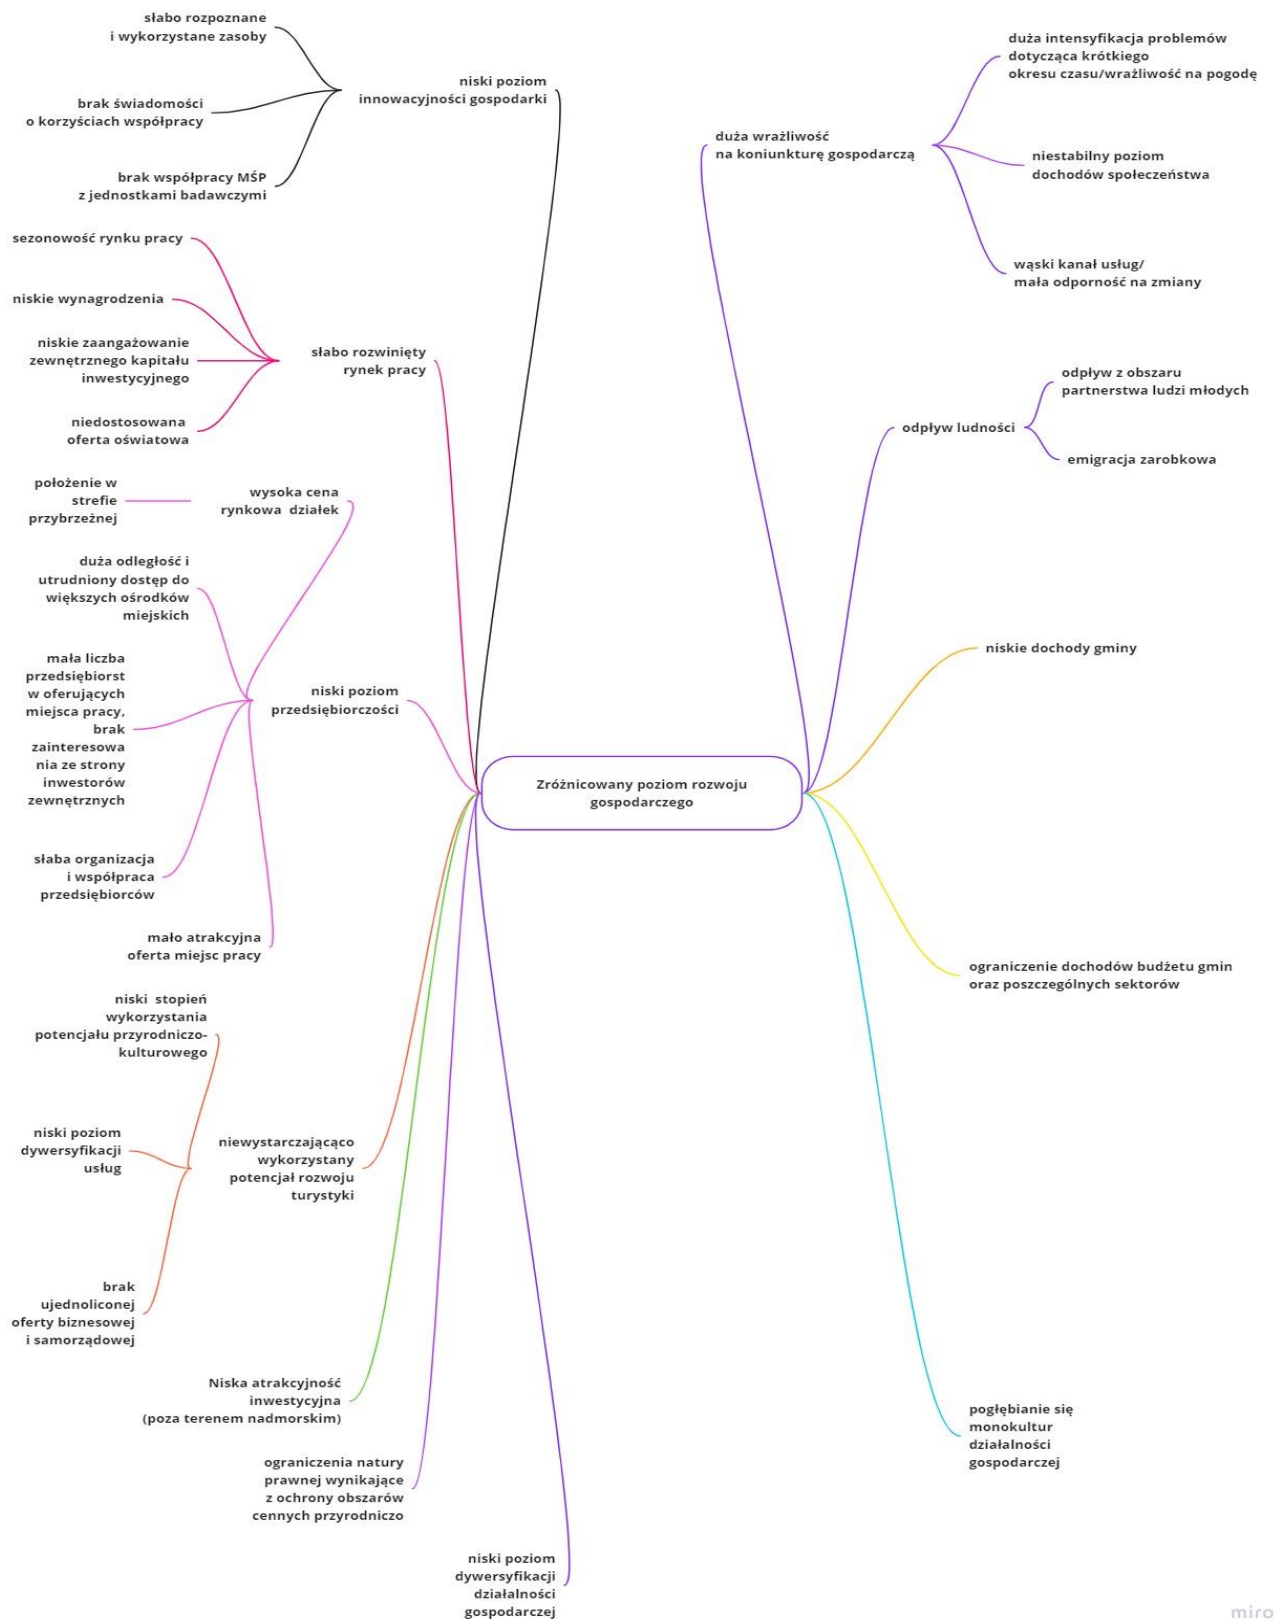 słabo rozpoznane
i wykorzystane zasoby
brak świadomości
o korzyściach współpracy
brak współpracy MŚP
z jednostkami badawczymi
niski poziom
innowacyjności gospodarki
sezonowość rynku pracy
niskie wynagrodzenia
niskie zaangażowanie
zewnętrznego kapitału
inwestycyjnego
niedostosowana
oferta oświatowa
słabo rozwinięty
rynek pracy
położenie w
strefie
przybrzeżnej
wysoka cena
rynkowa działek
duża odległość i
utrudniony dostęp do
większych ośrodków
miejskich
mała liczba
przedsiębiorst
w oferujących
miejsca pracy,
brak
zainteresowa
nia ze strony
inwestorów
zewnętrznych
słaba organizacja
i współpraca
przedsiębiorców
mało atrakcyjna
oferta miejsc pracy
niski poziom
przedsiębiorczości
niski stopień
wykorzystania
potencjału przyrodniczo-
kulturowego
niski poziom
dywersyfikacji
usług
brak
ujednoliconej
oferty biznesowej
i samorządowej
niewystarczająąco
wykorzystany
potencjał rozwoju
turystyki
Niska atrakcyjność
inwestycyjna
(poza terenem nadmorskim)
ograniczenia natury
prawnej wynikające
z ochrony obszarów
cennych przyrodniczo
niski poziom
dywersyfikacji
działalności
gospodarczej
Zróżnicowany poziom rozwoju
gospodarczego
duża wrażliwość
na koniunkturę gospodarczą
duża intensyfikacja problemów
dotycząca krótkiego
okresu czasu/wrażliwość na pogodę
niestabilny poziom
dochodów społeczeństwa
wąski kanał usług/
mała odporność na zmiany
odpływ ludności
odpływ z obszaru
partnerstwa ludzi młodych
emigracja zarobkowa
niskie dochody gminy
ograniczenie dochodów budżetu gmin
oraz poszczególnych sektorów
pogłębianie się
monokultur
działalności
gospodarczej
miro